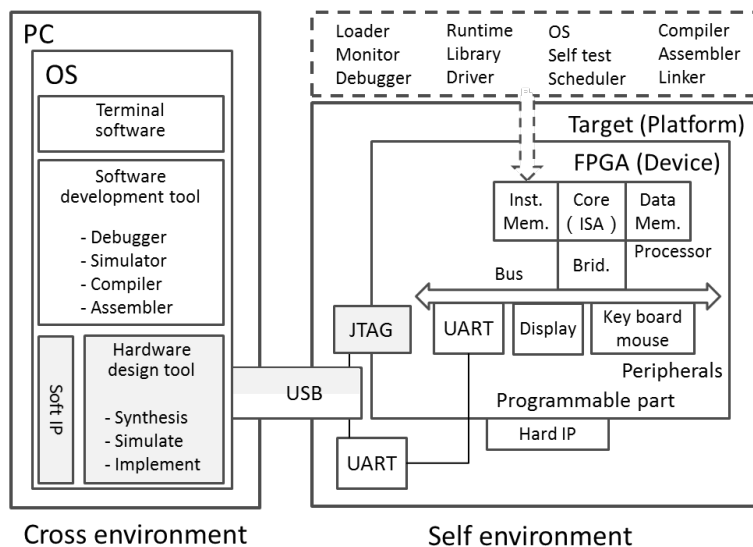 PC
OS
Terminal
software
Software
development tool
- Debugger
- Simulator
- Compiler
- Assembler
Soft IP
Hardware
design tool
- Synthesis
- Simulate
- Implement
USB
Cross environment
Loader Runtime OS Compiler
Monitor Library Self test Assembler
Debugger Driver Scheduler Linker
Target (Platform)
FPGA (Device)
Inst. Core Data
Mem. ( ISA ) Mem.
Processor
Brid.
Bus
JTAG
UART
Display
Key board
mouse
Peripherals
Programmable part
Hard IP
UART
Self environment